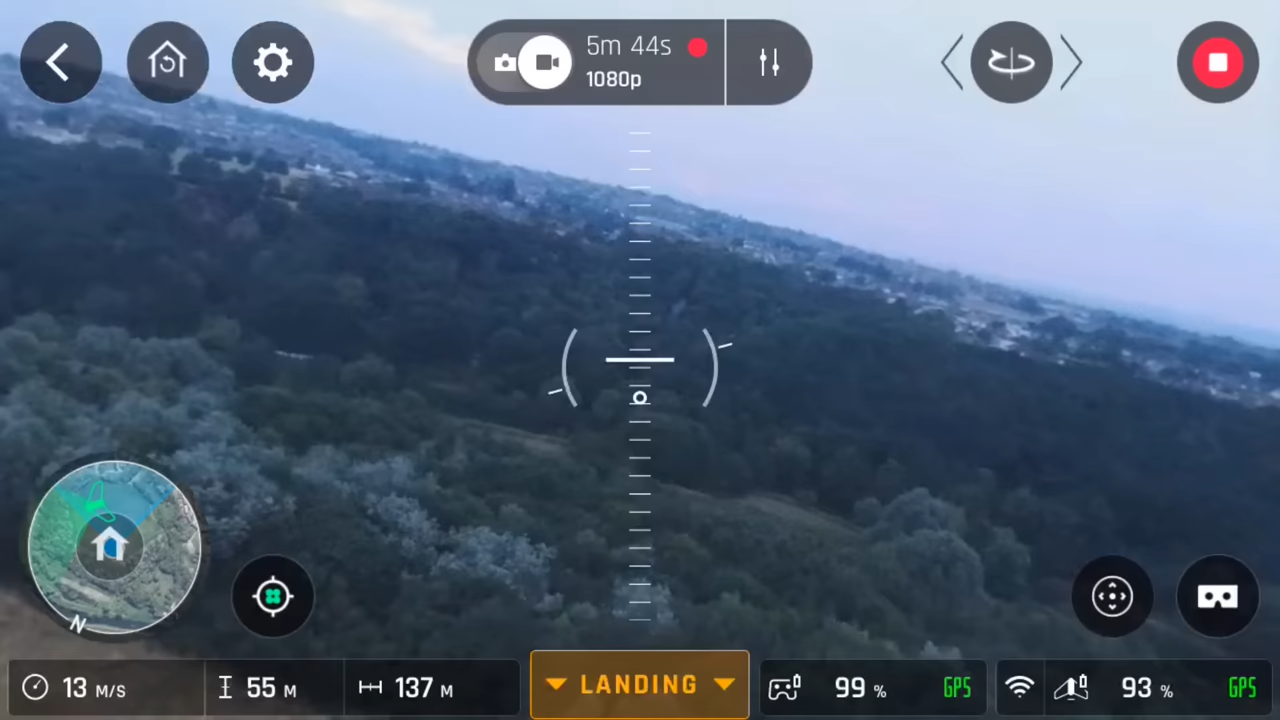 5m 44s
1080p
N
13 M/S
55 M
137 M
LANDING
99 %
GPS
93 %
GPS